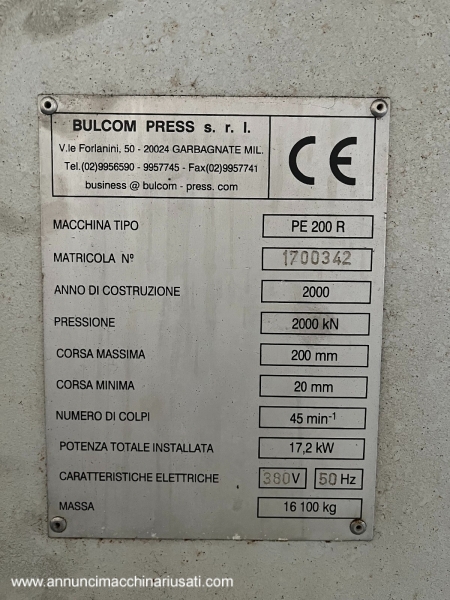 BULCOM PRESS s. r. l.
V.le Forlanini, 50 - 20024 GARBAGNATE MIL.
Tel.(02)9956590 - 9957745 - Fax(02)9957741
business @ bulcom - press. com
CE
MACCHINA TIPO PE 200 R
MATRICOLA Nº 1700342
ANNO DI COSTRUZIONE 2000
PRESSIONE 2000 kN
CORSA MASSIMA 200 mm
CORSA MINIMA 20 mm
NUMERO DI COLPI 45 min⁻¹
POTENZA TOTALE INSTALLATA 17,2 kW
CARATTERISTICHE ELETTRICHE 380V 50 Hz
MASSA 16 100 kg
www.annuncimacchinariusati.com